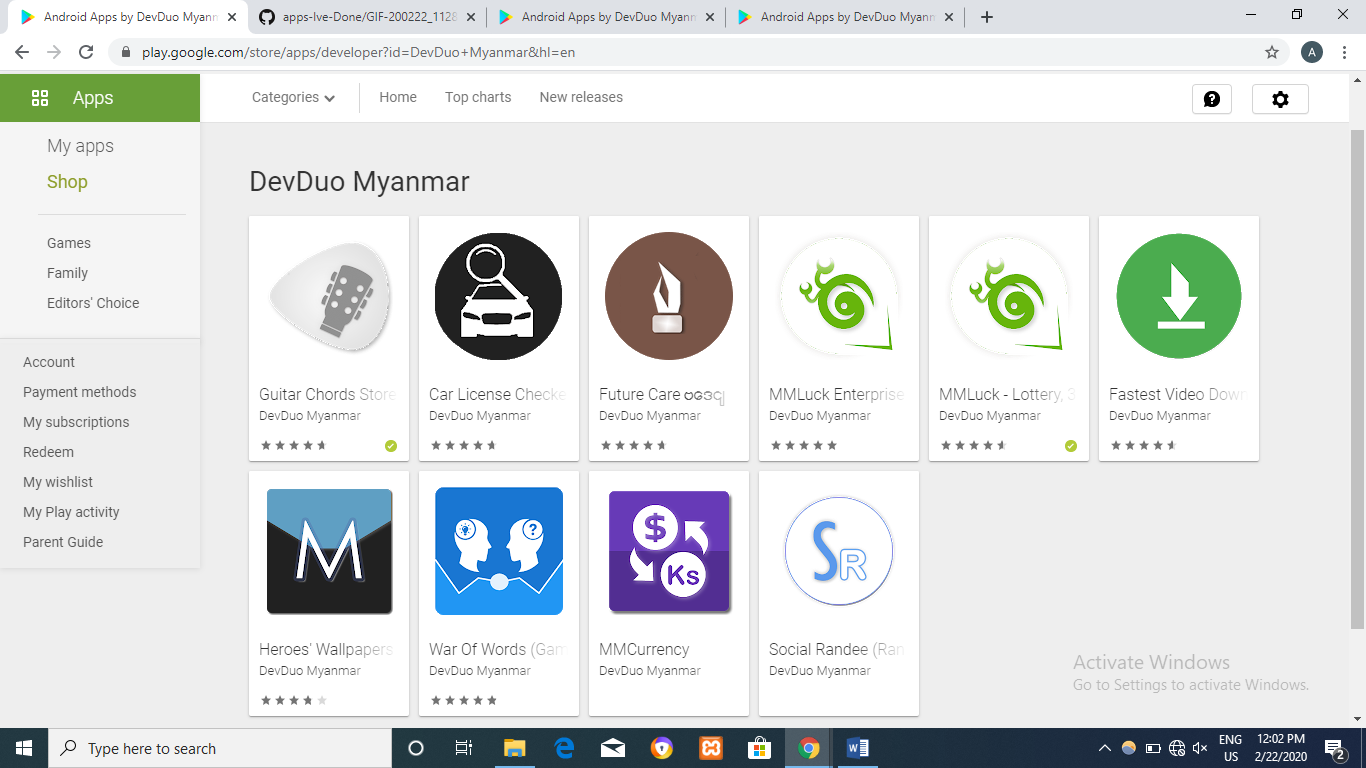 Android Apps by DevDuo Myanm
apps-Ive-Done/GIF-200222_1128
Android Apps by DevDuo Myanm
Android Apps by DevDuo Myanm
play.google.com/store/apps/developer?id=DevDuo+Myanmar&hl=en
A
Apps
Categories
Home
Top charts
New releases
My apps
Shop
Games
Family
Editors' Choice
Account
Payment methods
My subscriptions
Redeem
My wishlist
My Play activity
Parent Guide
DevDuo Myanmar
Guitar Chords Store
DevDuo Myanmar
Car License Checke
DevDuo Myanmar
Future Care ဗေဒင်
DevDuo Myanmar
MMLuck Enterprise
DevDuo Myanmar
MMLuck - Lottery, 3
DevDuo Myanmar
Fastest Video Down
DevDuo Myanmar
M
$
Ks
SR
Heroes' Wallpapers
DevDuo Myanmar
War Of Words (Gam
DevDuo Myanmar
MMCurrency
DevDuo Myanmar
Social Randee (Ran
DevDuo Myanmar
Activate Windows
Go to Settings to activate Windows.
Type here to search
ENG
US
12:02 PM
2/22/2020
2